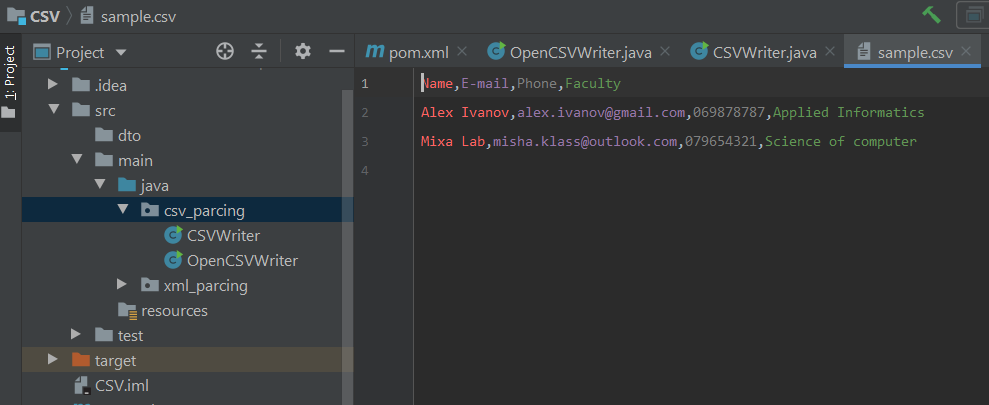 CSV sample.csv
1: Project
Project
pom.xml OpenCSVWriter.java CSVWriter.java sample.csv
.idea
src
dto
main
java
csv_parcing
CSVWriter
OpenCSVWriter
xml_parcing
resources
test
target
CSV.iml
1 Name,E-mail,Phone,Faculty
2 Alex Ivanov,alex.ivanov@gmail.com,069878787,Applied Informatics
3 Mixa Lab,misha.klass@outlook.com,079654321,Science of computer
4